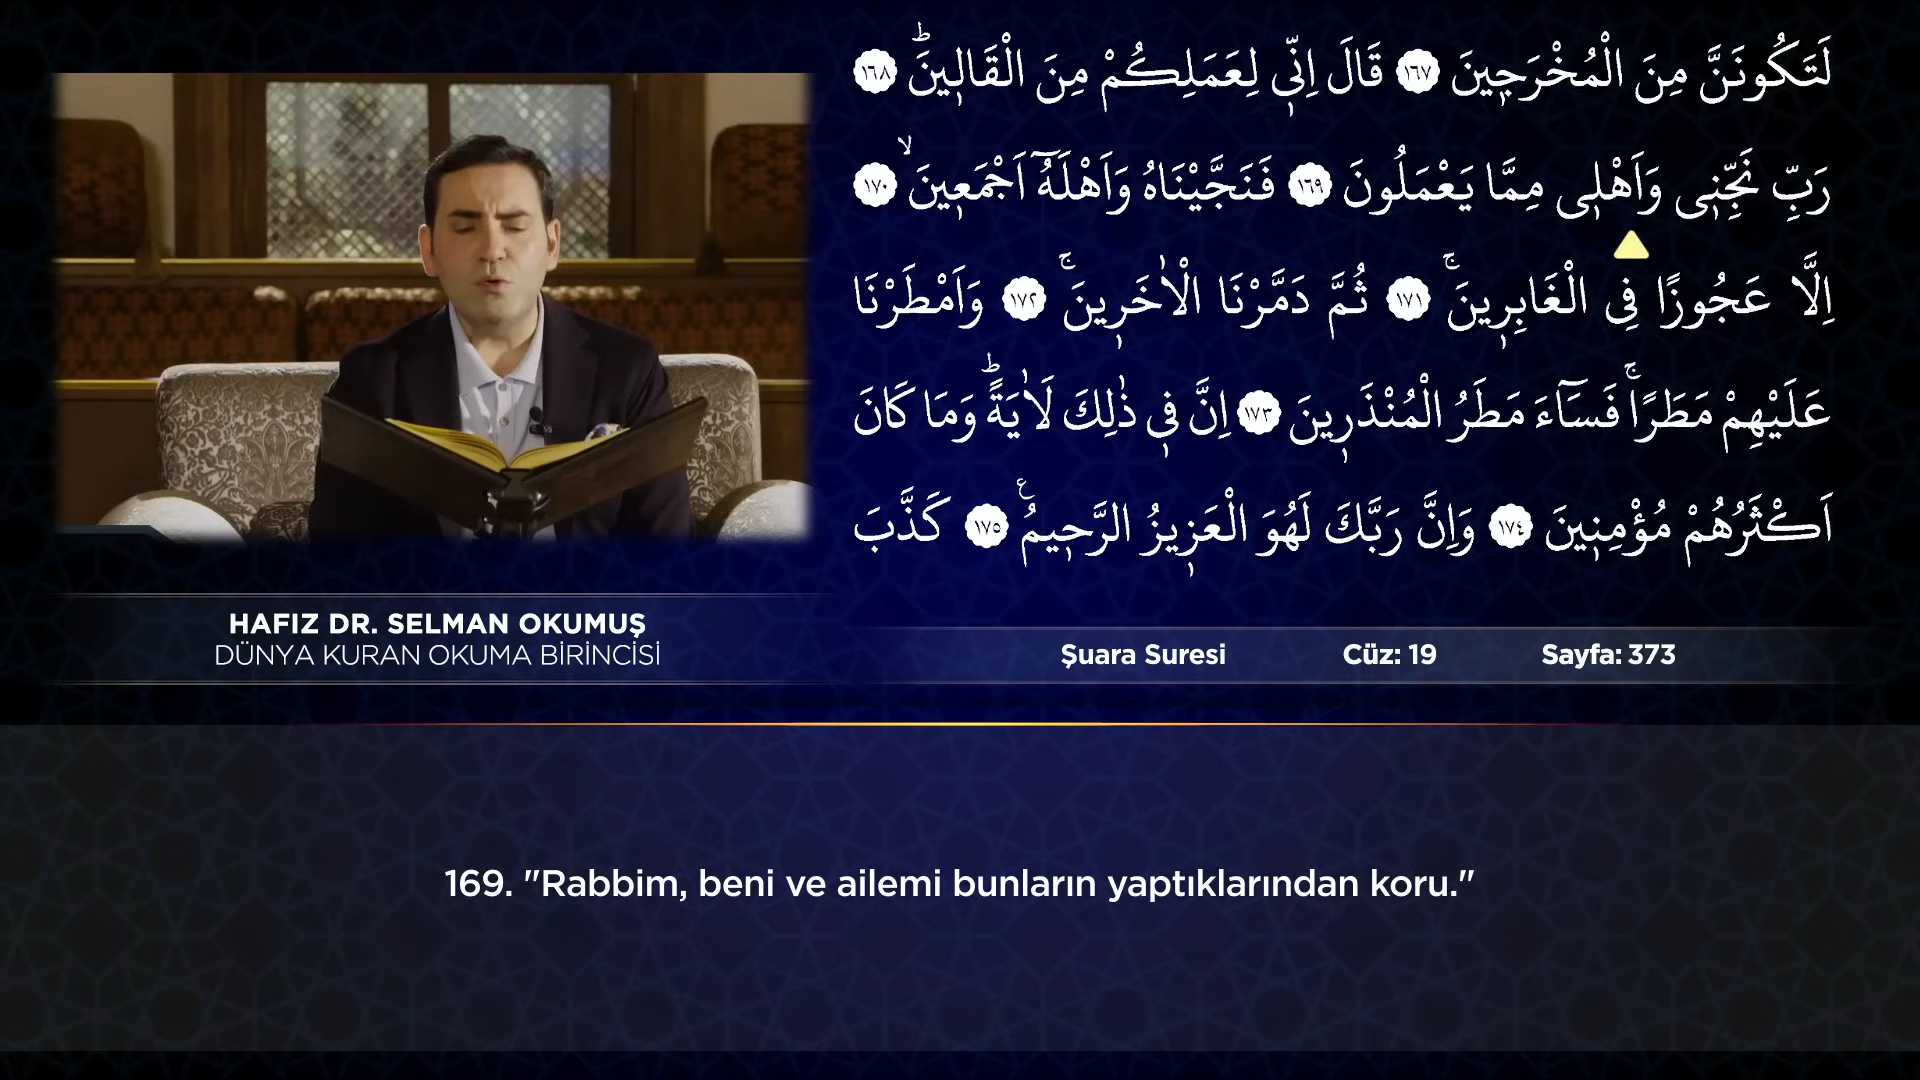 لَتَكُونَنَّ مِنَ الْمُخْرَجٖينَ ﴿١٦٧﴾ قَالَ اِنّٖي لِعَمَلِكُمْ مِنَ الْقَالٖينَؕ ﴿١٦٨﴾
رَبِّ نَجِّنٖي وَاَهْلٖي مِمَّا يَعْمَلُونَ ﴿١٦٩﴾ فَنَجَّيْنَاهُ وَاَهْلَهُٓ اَجْمَعٖينَۙ ﴿١٧٠﴾
اِلَّا عَجُوزًا فِي الْغَابِرٖينَۚ ﴿١٧١﴾ ثُمَّ دَمَّرْنَا الْاٰخَرٖينَۚ ﴿١٧٢﴾ وَاَمْطَرْنَا
عَلَيْهِمْ مَطَرًاۚ فَسَٓاءَ مَطَرُ الْمُنْذَرٖينَ ﴿١٧٣﴾ اِنَّ فٖي ذٰلِكَ لَاٰيَةًؕ وَمَا كَانَ
اَكْثَرُهُمْ مُؤْمِنٖينَ ﴿١٧٤﴾ وَاِنَّ رَبَّكَ لَهُوَ الْعَزٖيزُ الرَّحٖيمُࣖ ﴿١٧٥﴾ كَذَّبَ
HAFIZ DR. SELMAN OKUMUŞ
DÜNYA KURAN OKUMA BİRİNCİSİ
Şuara Suresi Cüz: 19 Sayfa: 373
169. "Rabbim, beni ve ailemi bunların yaptıklarından koru."